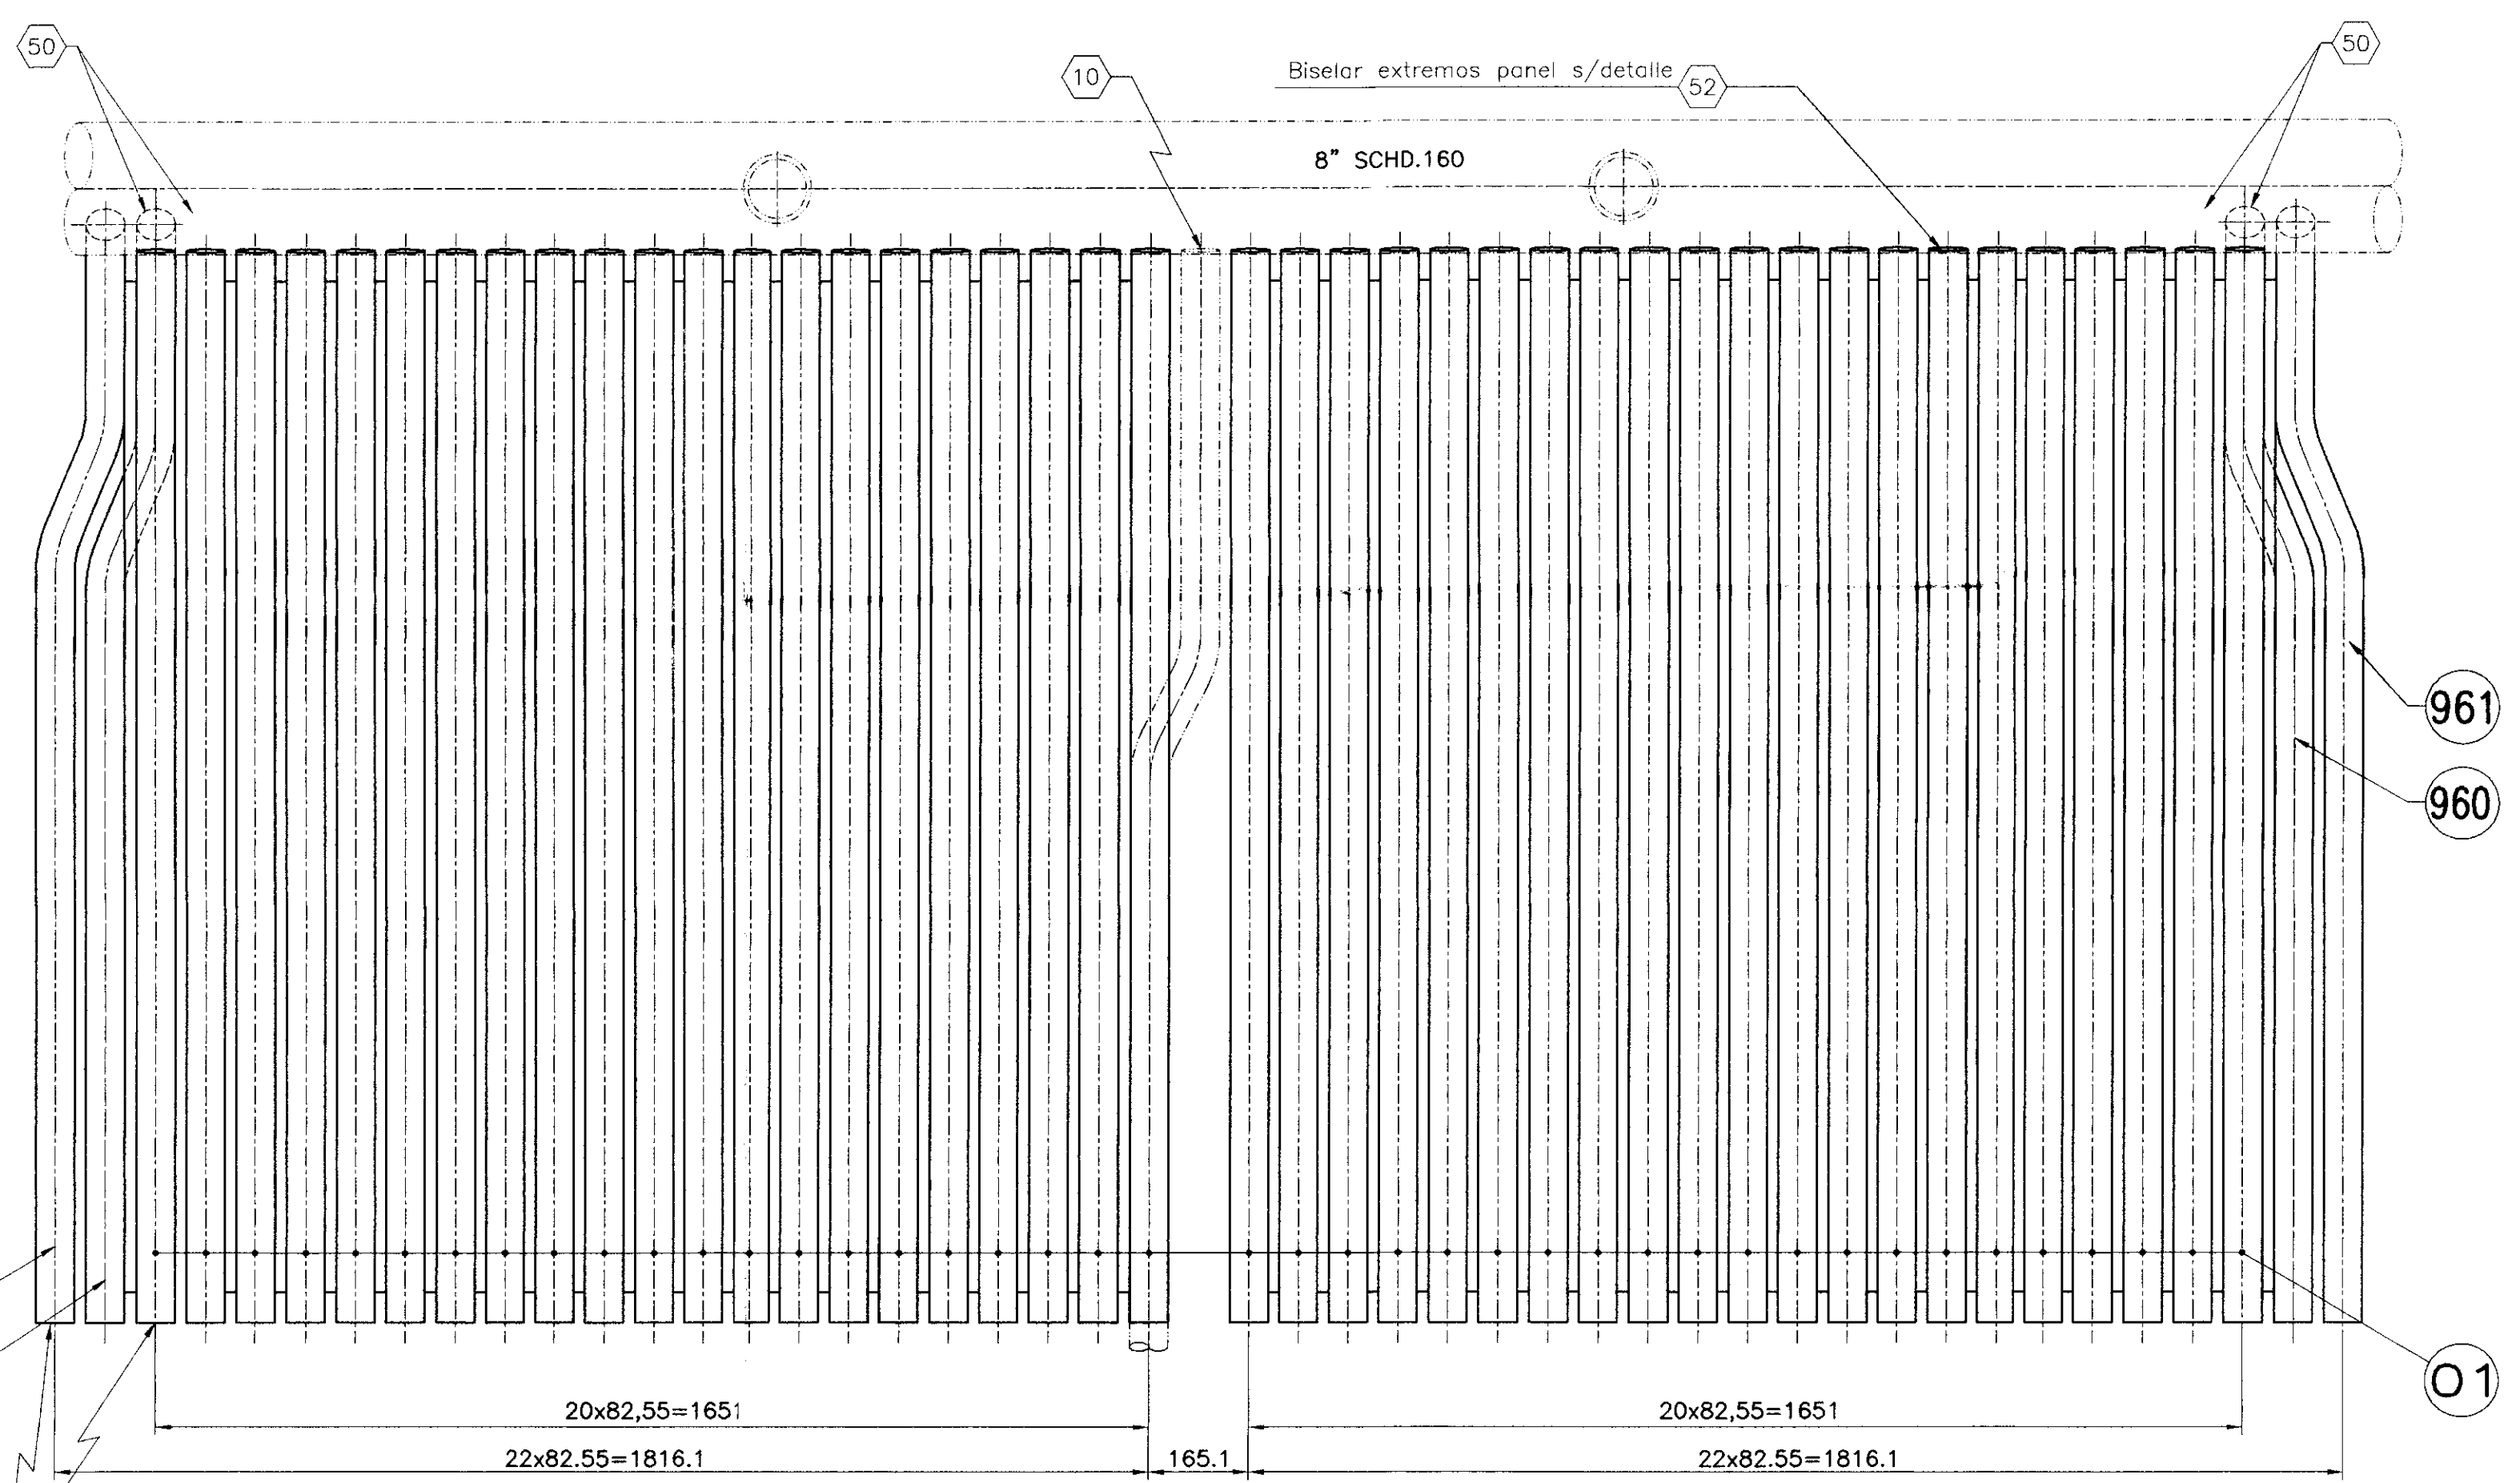 50
10
Biselar extremos panel s/detalle
52
50
8" SCHD.160
961
960
01
20x82,55=1651
20x82,55=1651
22x82.55=1816.1
165.1
22x82.55=1816.1